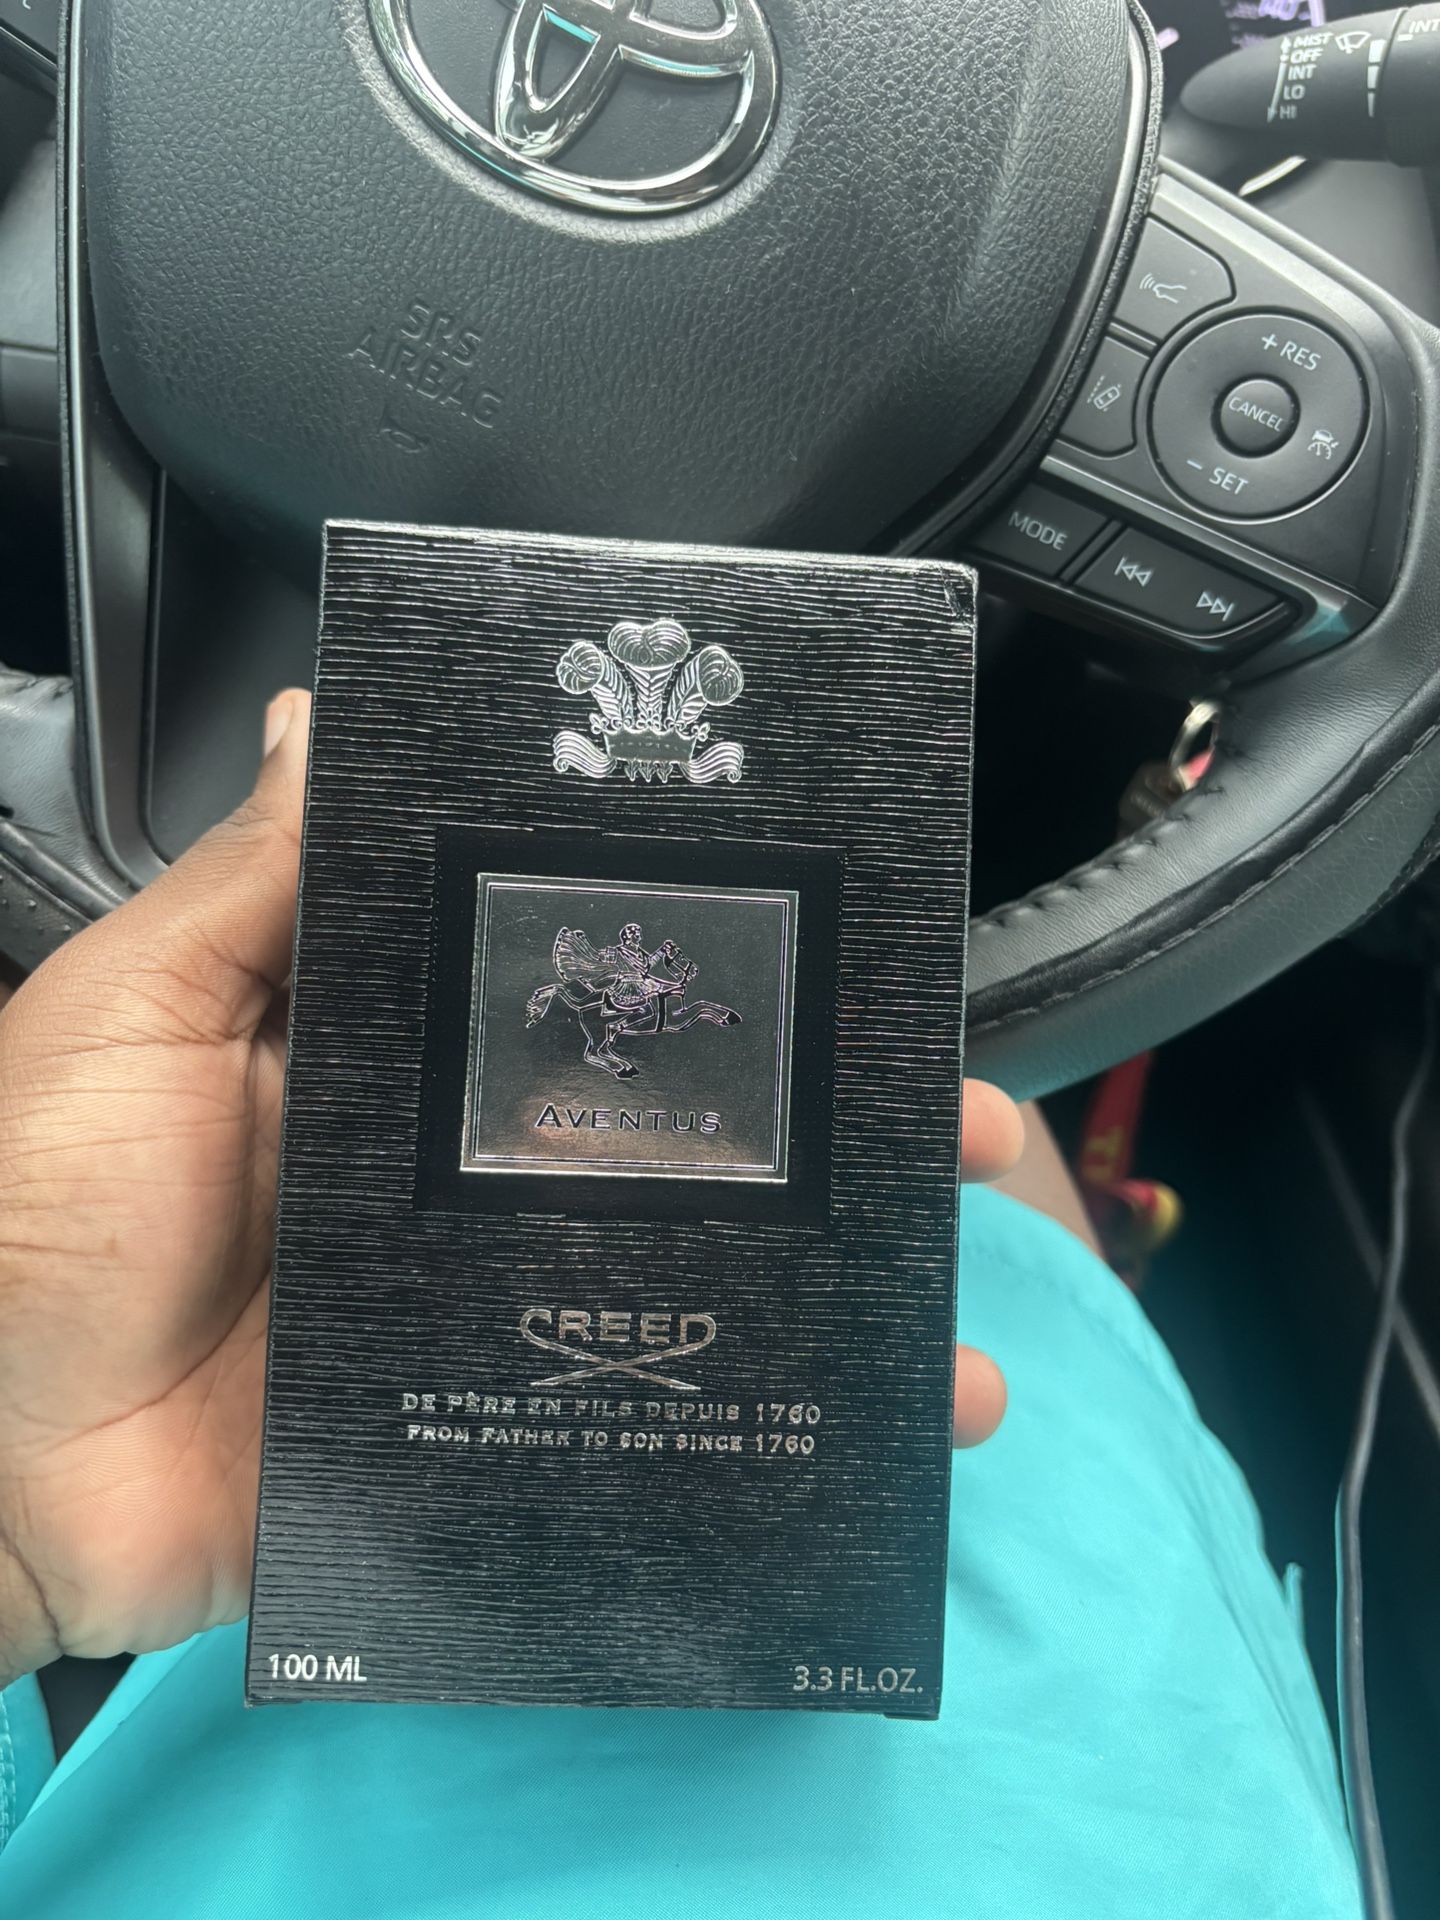 MIST
OFF
INT
LO
HI
INT
SRS
AIRBAG
+ RES
CANCEL
- SET
MODE
AVENTUS
CREED
DE PÈRE EN FILS DEPUIS 1760
FROM FATHER TO SON SINCE 1760
100 ML
3.3 FL.OZ.